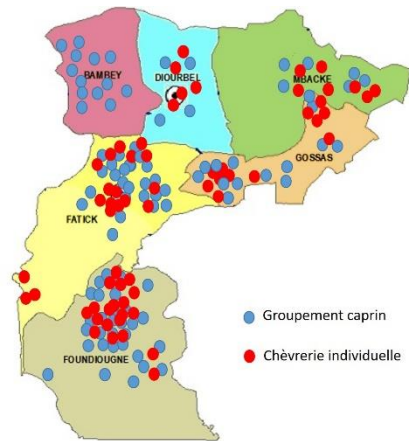 BAMBEY
DIOURBEL
MBACKE
GOSSAS
FATICK
Groupement caprin
Chèvrerie individuelle
FOUNDIOUGNE